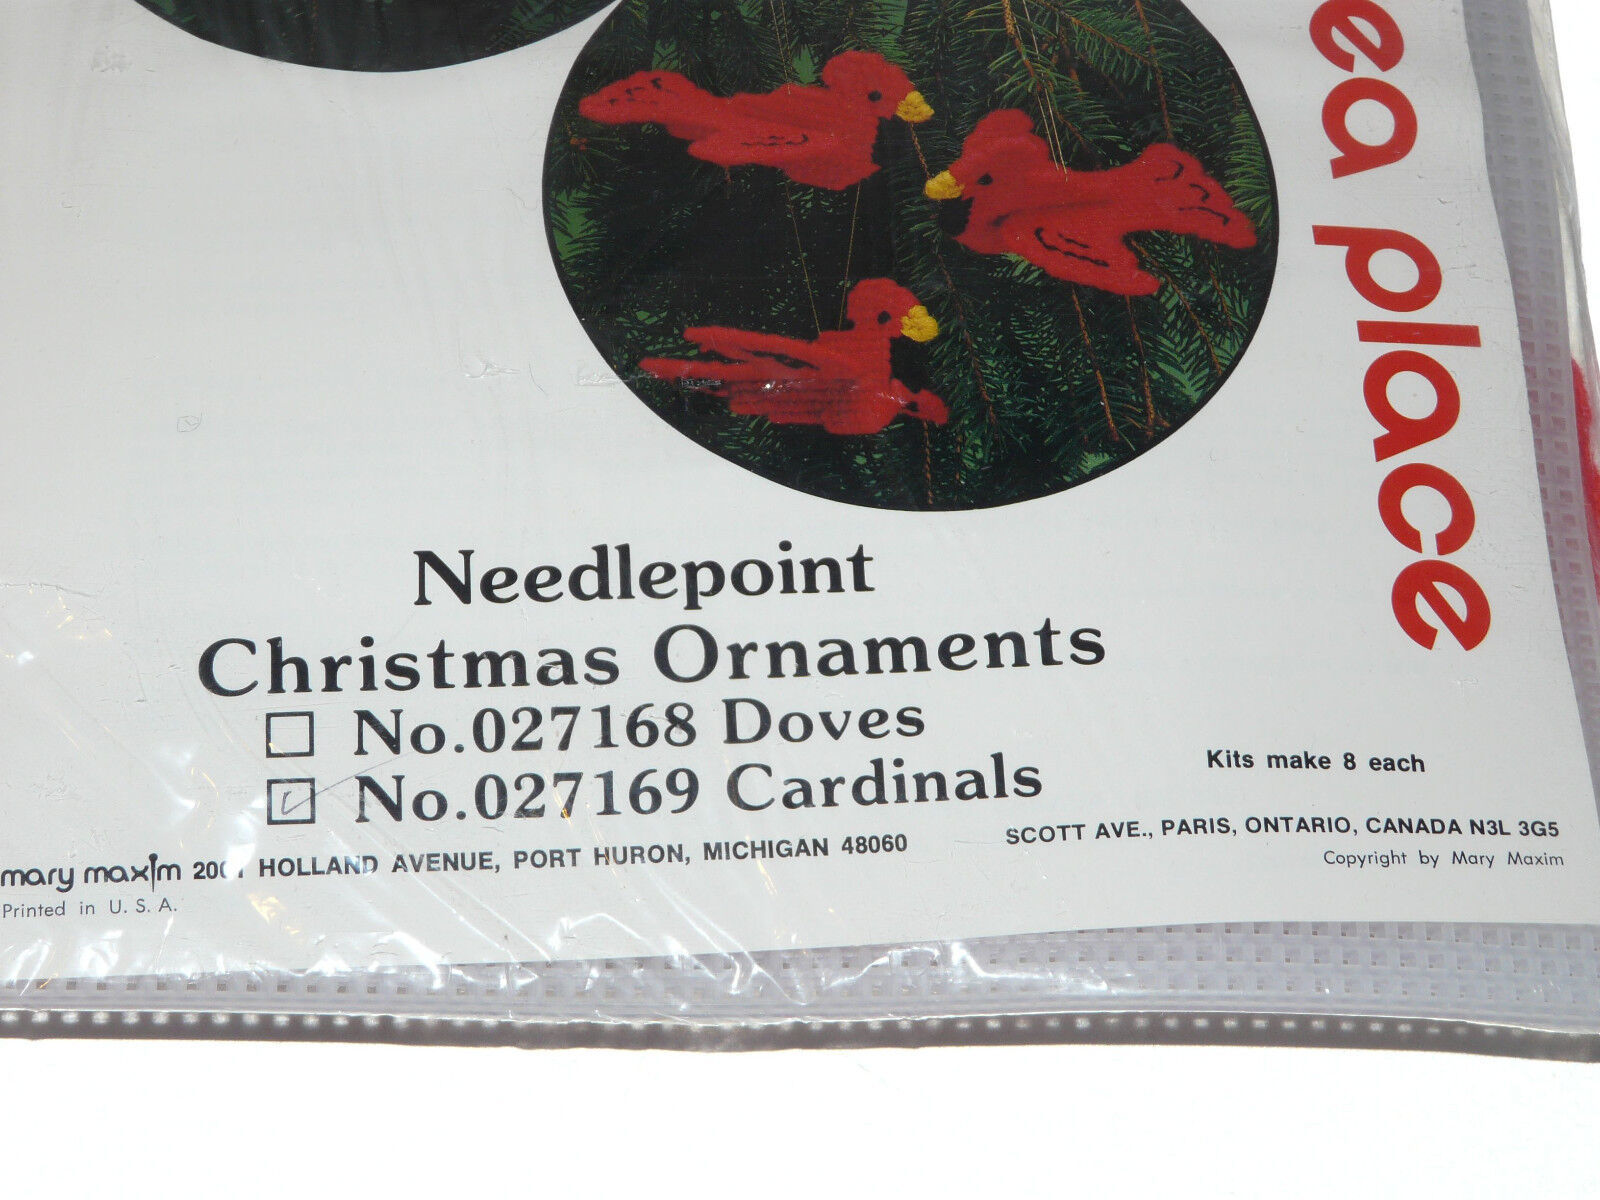 place
Needlepoint
Christmas Ornaments
No.027168 Doves
No.027169 Cardinals
Kits make 8 each
mary maxim 2001 HOLLAND AVENUE, PORT HURON, MICHIGAN 48060
SCOTT AVE., PARIS, ONTARIO, CANADA N3L 3G5
Copyright by Mary Maxim
Printed in U. S. A.